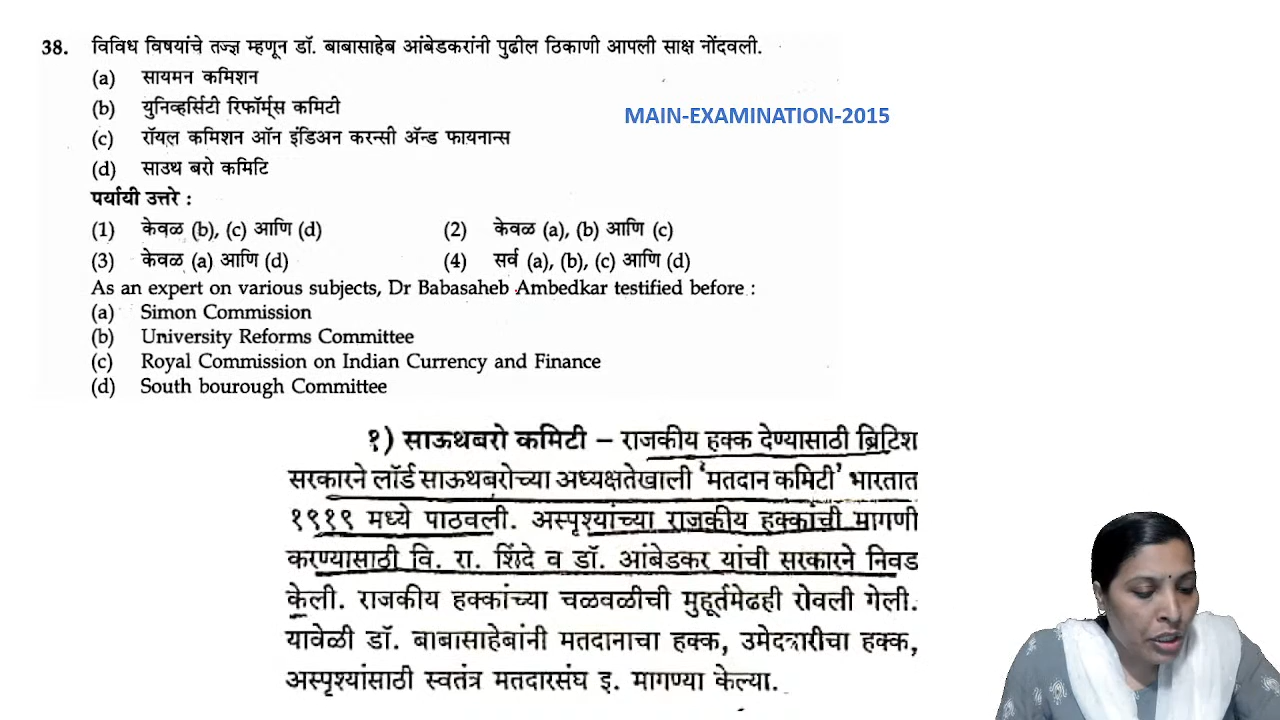 38. विविध विषयांचे तज्ज्ञ म्हणून डॉ. बाबासाहेब आंबेडकरांनी पुढील ठिकाणी आपली साक्ष नोंदवली.
(a) सायमन कमिशन
(b) युनिव्हर्सिटी रिफॉर्म्स कमिटी
MAIN-EXAMINATION-2015
(c) रॉयल कमिशन ऑन इंडिअन करन्सी ॲन्ड फायनान्स
(d) साउथ बरो कमिटि
पर्यायी उत्तरे :
(1) केवळ (b), (c) आणि (d) (2) केवळ (a), (b) आणि (c)
(3) केवळ (a) आणि (d) (4) सर्व (a), (b), (c) आणि (d)
As an expert on various subjects, Dr Babasaheb Ambedkar testified before :
(a) Simon Commission
(b) University Reforms Committee
(c) Royal Commission on Indian Currency and Finance
(d) South bourough Committee
१) साऊथबरो कमिटी – राजकीय हक्क देण्यासाठी ब्रिटिश
सरकारने लॉर्ड साऊथबरोच्या अध्यक्षतेखाली 'मतदान कमिटी' भारतात
१९१९ मध्ये पाठवली. अस्पृश्यांच्या राजकीय हक्कांची मागणी
करण्यासाठी वि. रा. शिंदे व डॉ. आंबेडकर यांची सरकारने निवड
केली. राजकीय हक्कांच्या चळवळीची मुहूर्तमेढही रोवली गेली.
यावेळी डॉ. बाबासाहेबांनी मतदानाचा हक्क, उमेदवारीचा हक्क,
अस्पृश्यांसाठी स्वतंत्र मतदारसंघ इ. मागण्या केल्या.